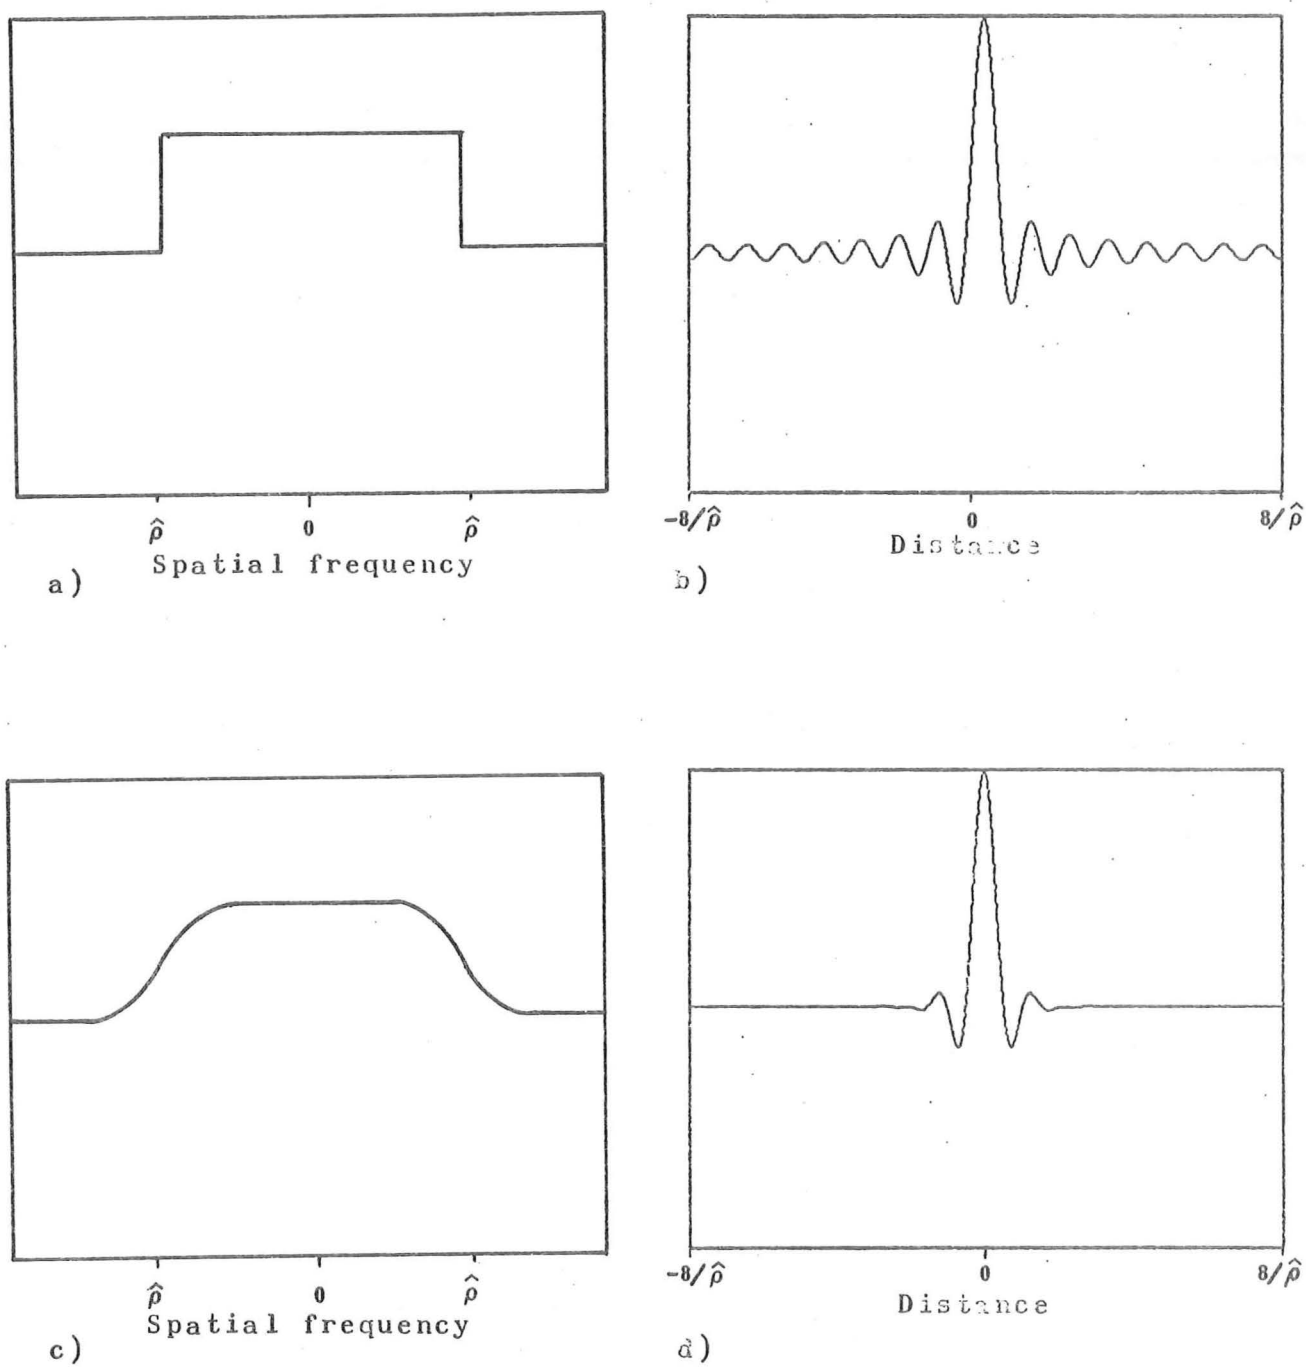 ρ̂ 0 ρ̂
Spatial frequency
a)
-8/ρ̂ 0 8/ρ̂
Distance
b)
ρ̂ 0 ρ̂
Spatial frequency
c)
-8/ρ̂ 0 8/ρ̂
Distance
d)